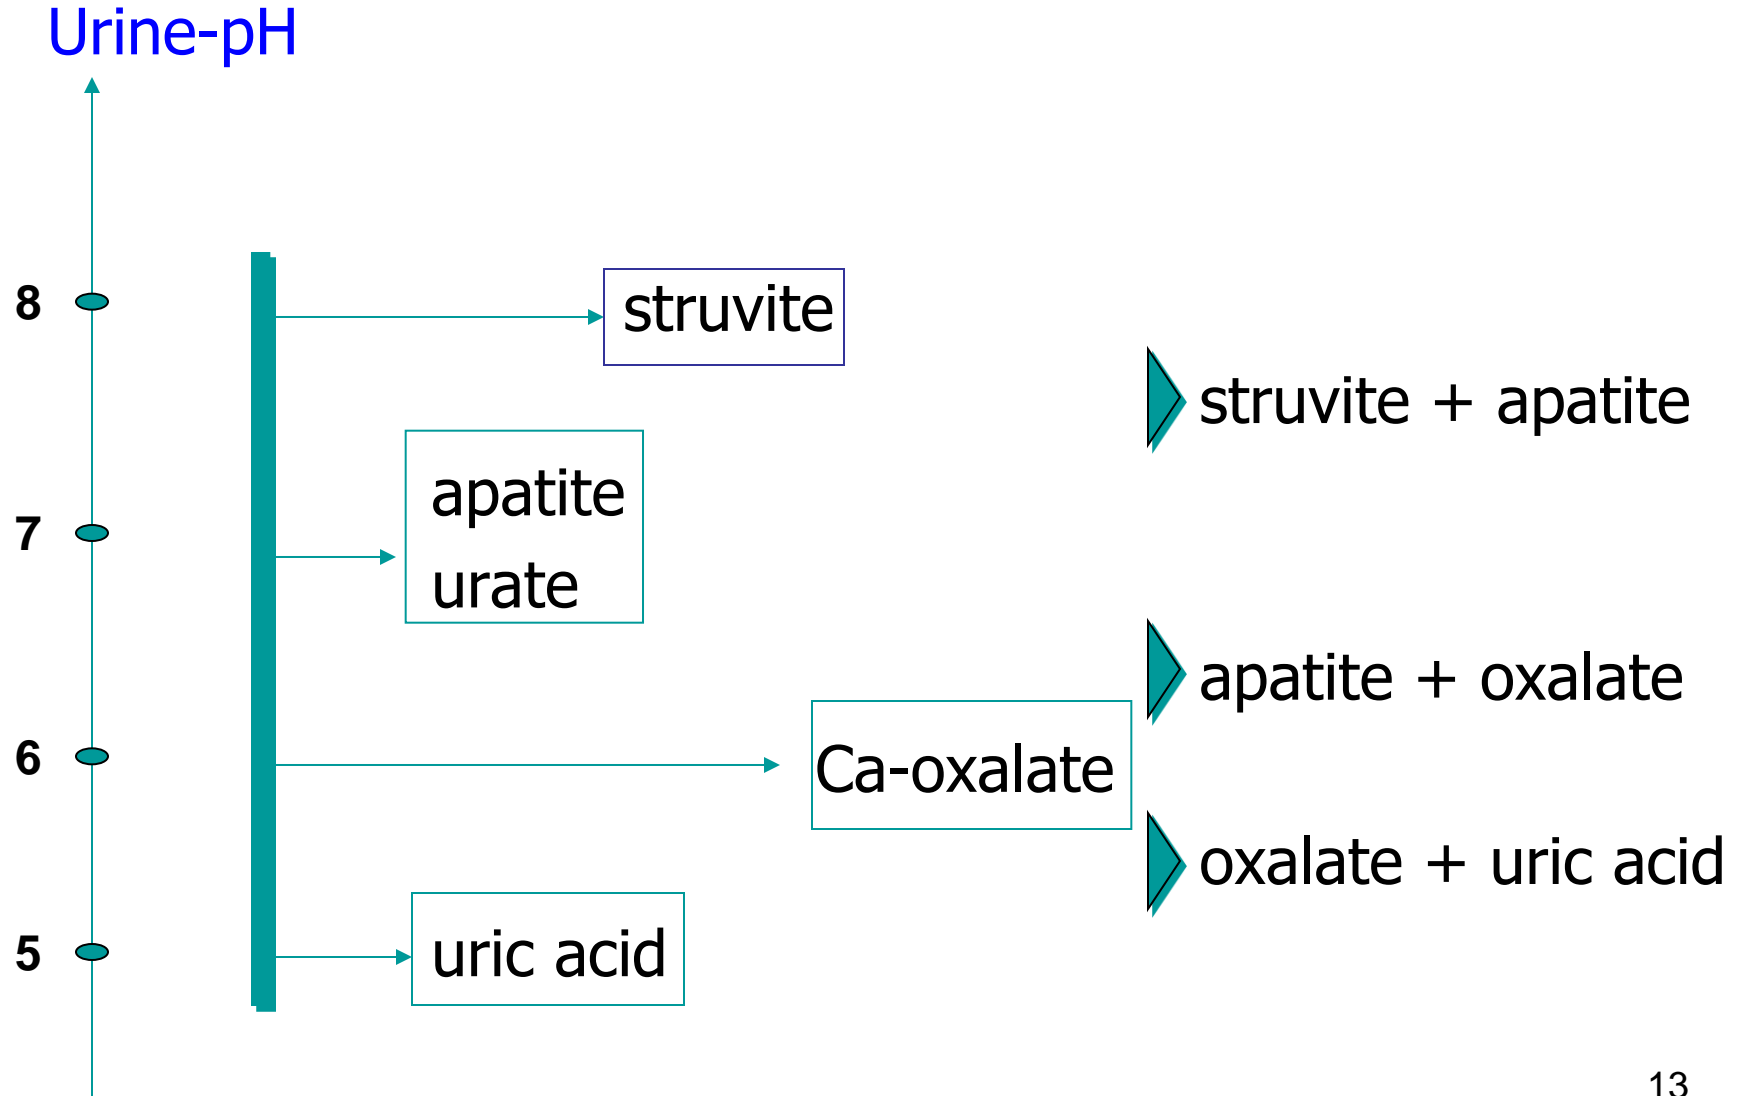 Urine-pH
8
struvite
struvite + apatite
apatite
7
urate
apatite + oxalate
6
Ca-oxalate
oxalate + uric acid
5
uric acid
13